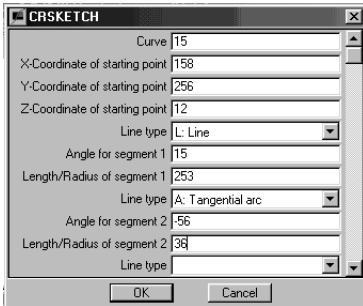 CRSKETCH
Curve 15
X-Coordinate of starting point 158
Y-Coordinate of starting point 256
Z-Coordinate of starting point 12
Line type L: Line
Angle for segment 1 15
Length/Radius of segment 1 253
Line type A: Tangential arc
Angle for segment 2 -56
Length/Radius of segment 2 36
Line type
OK Cancel